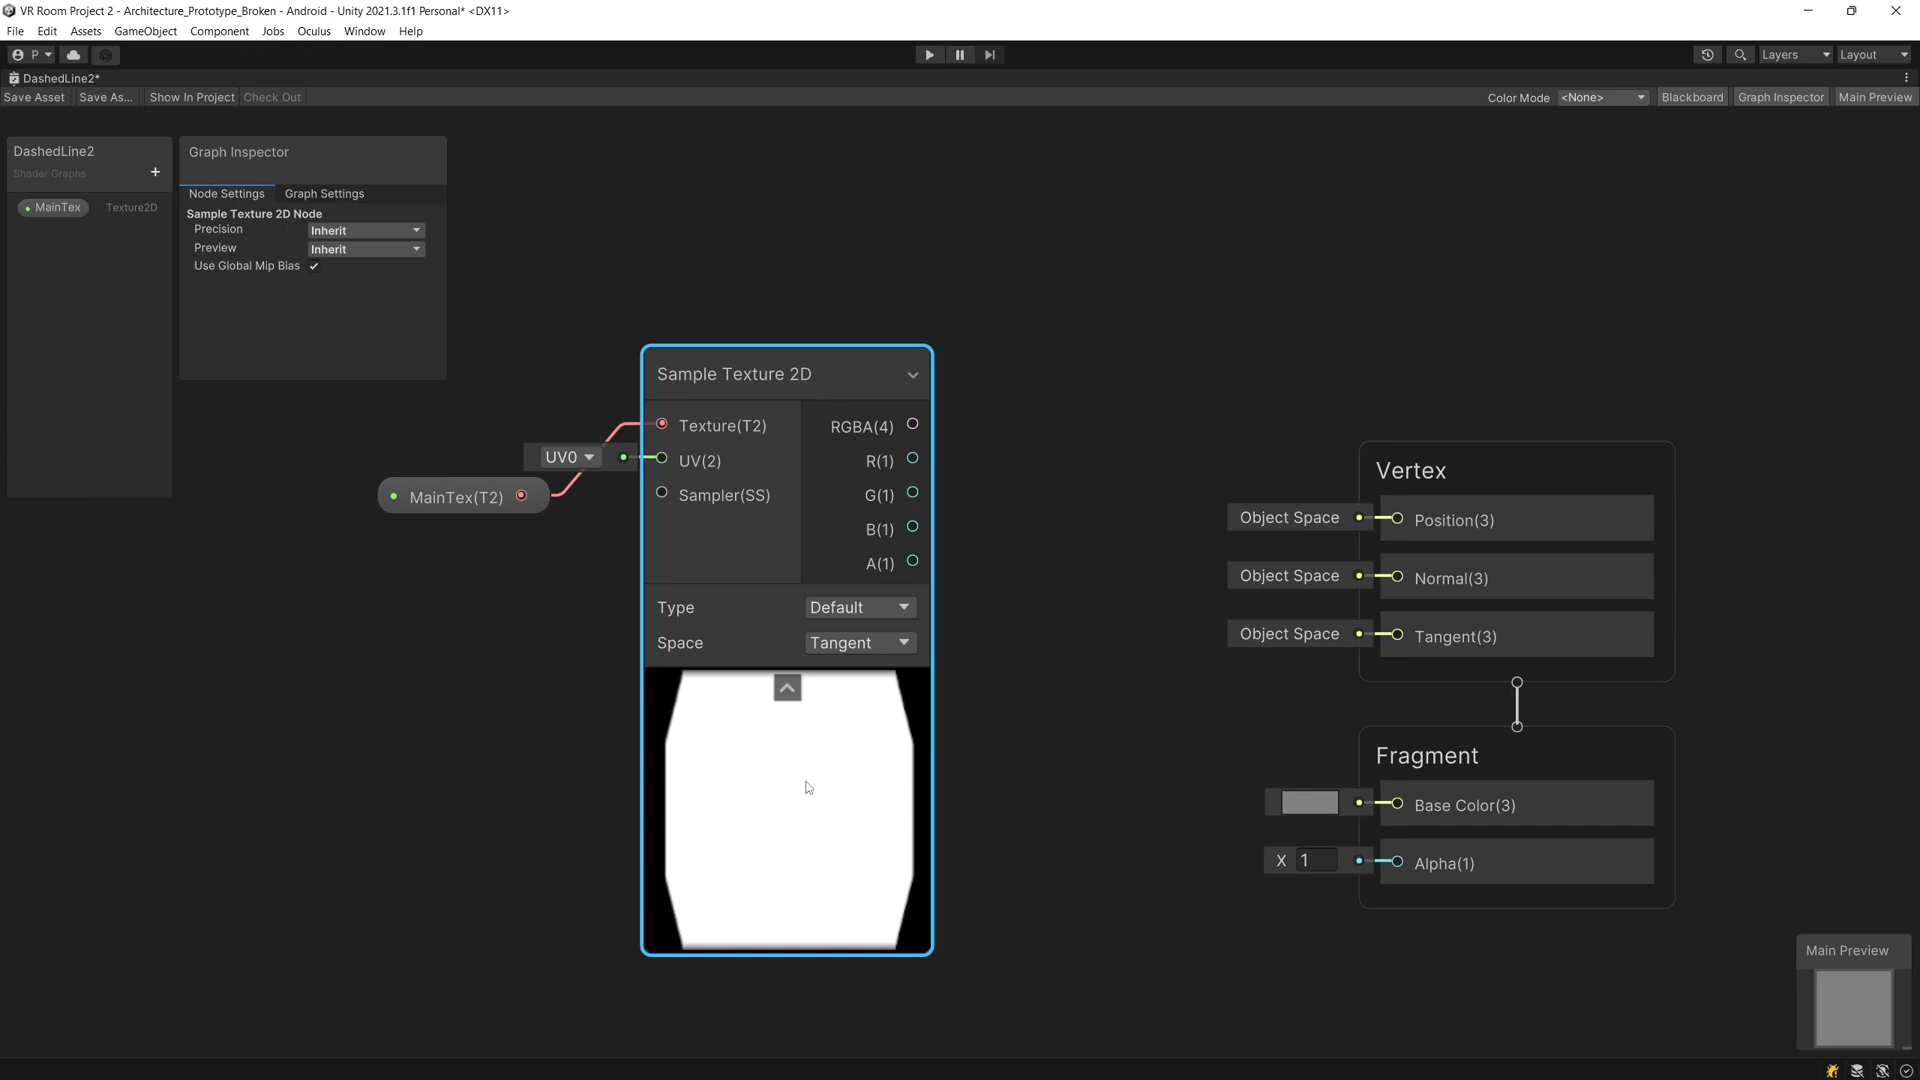 VR Room Project 2 - Architecture_Prototype_Broken - Android - Unity 2021.3.1f1 Personal* <DX11>
File Edit Assets GameObject Component Jobs Oculus Window Help
P Layers Layout
DashedLine2*
Save Asset Save As... Show In Project Check Out Color Mode <None> Blackboard Graph Inspector Main Preview
DashedLine2
Shader Graphs
+
MainTex Texture2D
Graph Inspector
Node Settings Graph Settings
Sample Texture 2D Node
Precision Inherit
Preview Inherit
Use Global Mip Bias
Sample Texture 2D
Texture(T2) RGBA(4)
UV0 UV(2) R(1)
MainTex(T2) Sampler(SS) G(1)
B(1)
A(1)
Type Default
Space Tangent
Vertex
Object Space Position(3)
Object Space Normal(3)
Object Space Tangent(3)
Fragment
Base Color(3)
X 1 Alpha(1)
Main Preview